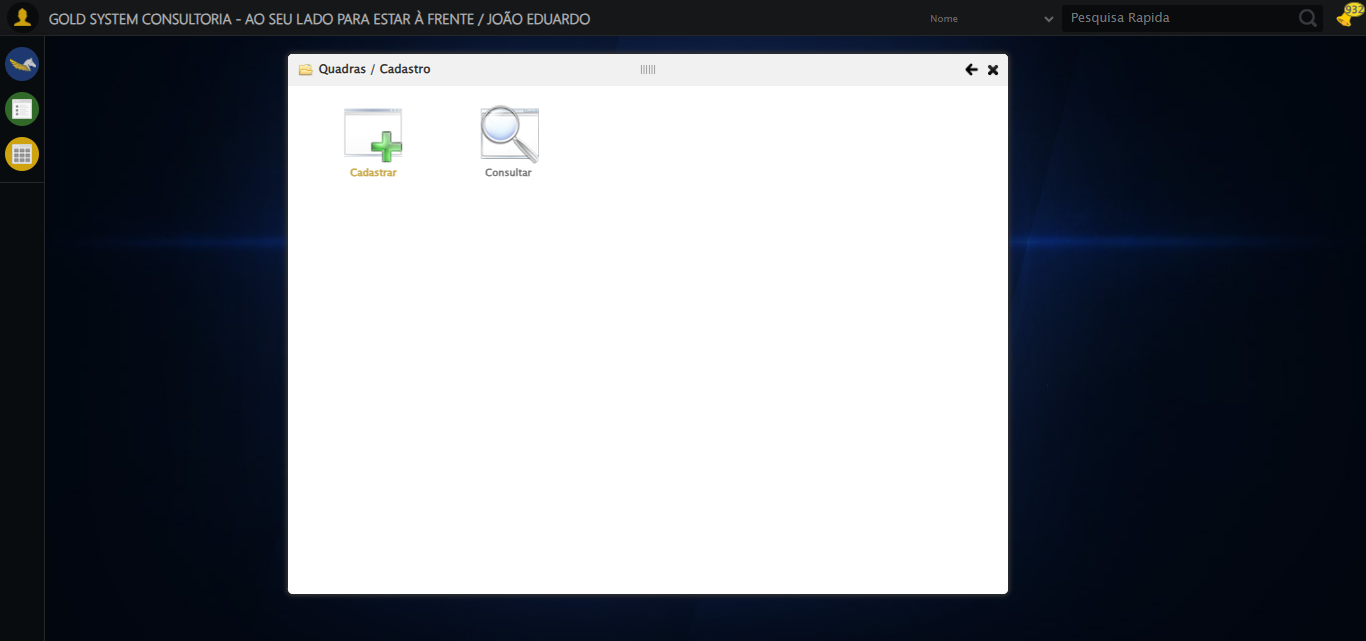 GOLD SYSTEM CONSULTORIA - AO SEU LADO PARA ESTAR À FRENTE / JOÃO EDUARDO
Nome
Pesquisa Rapida
932
Quadras / Cadastro
Cadastrar
Consultar